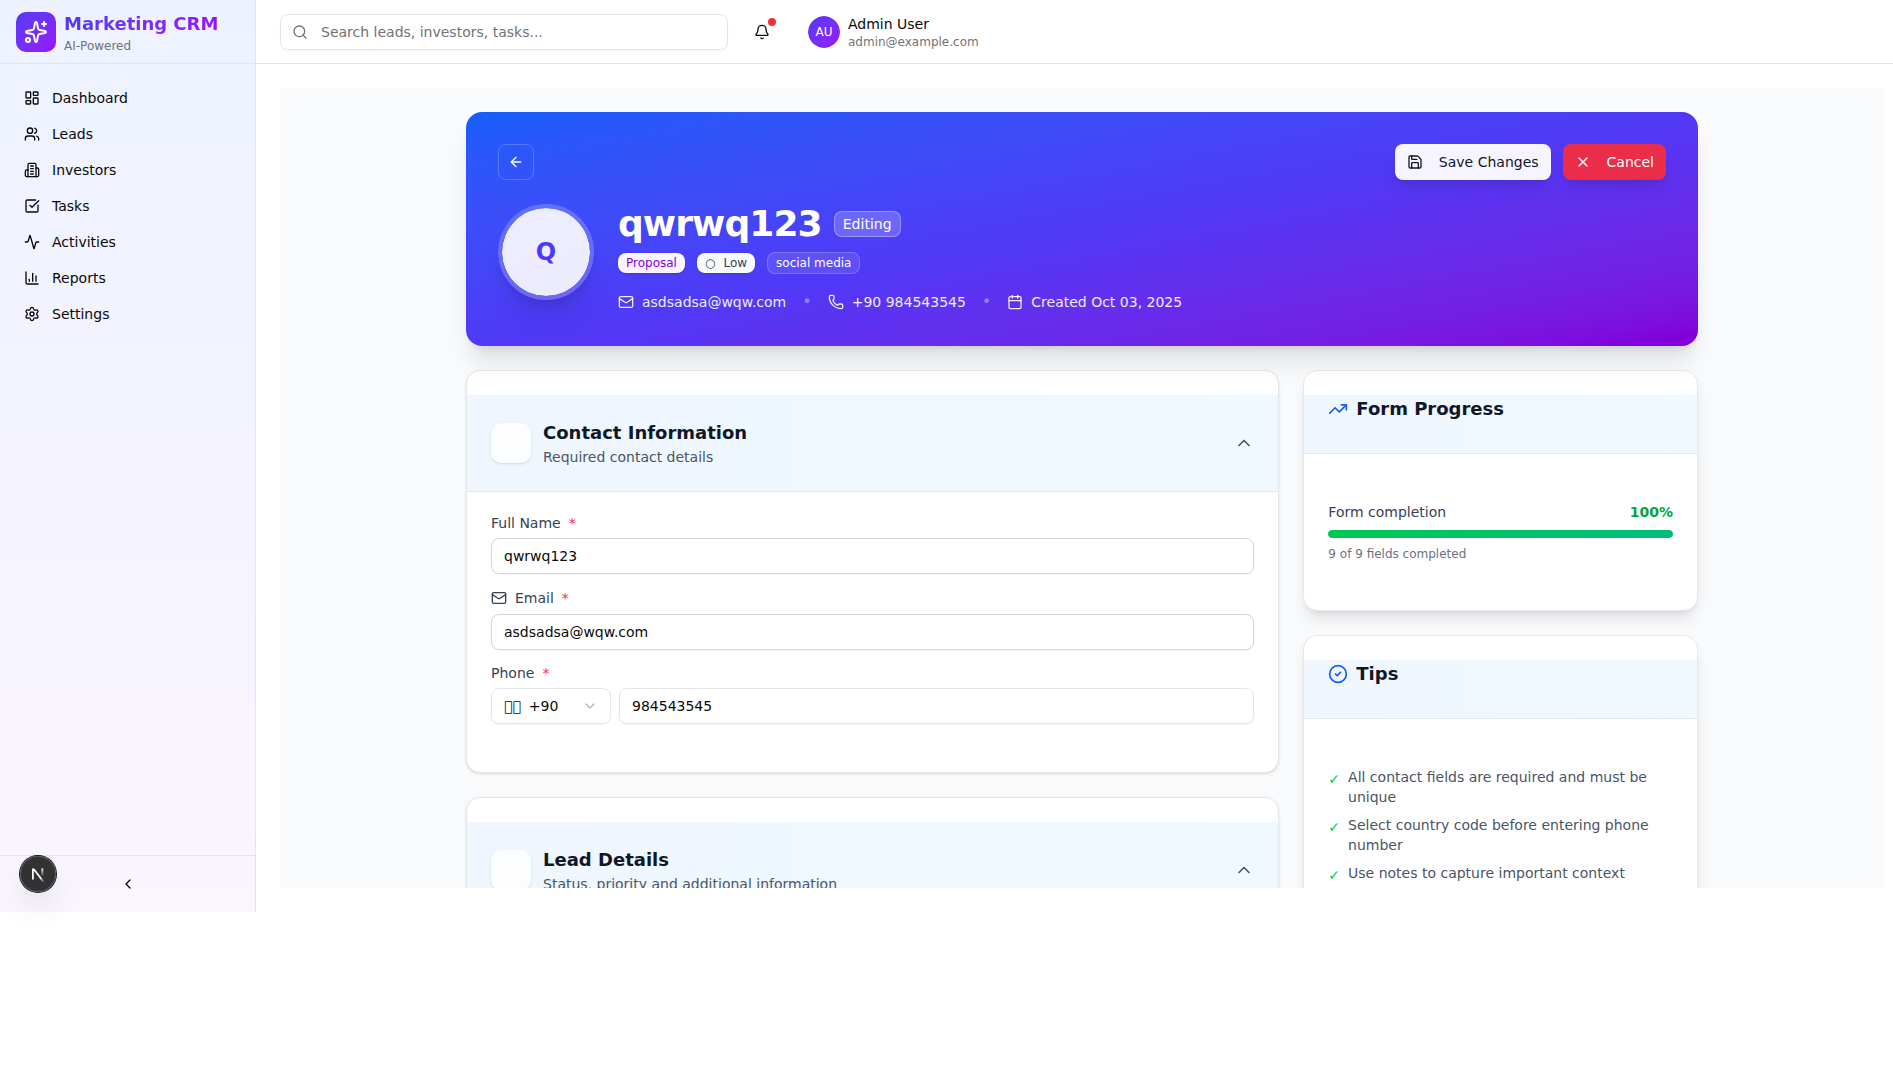 Marketing CRM
AI-Powered
Search leads, investors, tasks...
AU
Admin User
admin@example.com
Dashboard
Leads
Investors
Tasks
Activities
Reports
Settings
N
Save Changes
Cancel
Q
qwrwq123
Editing
Proposal
Low
social media
asdsadsa@wqw.com • +90 984543545 • Created Oct 03, 2025
Contact Information
Required contact details
Full Name *
qwrwq123
Email *
asdsadsa@wqw.com
Phone *
+90
984543545
Lead Details
Status, priority and additional information
Form Progress
Form completion 100%
9 of 9 fields completed
Tips
✓ All contact fields are required and must be
unique
✓ Select country code before entering phone
number
✓ Use notes to capture important context